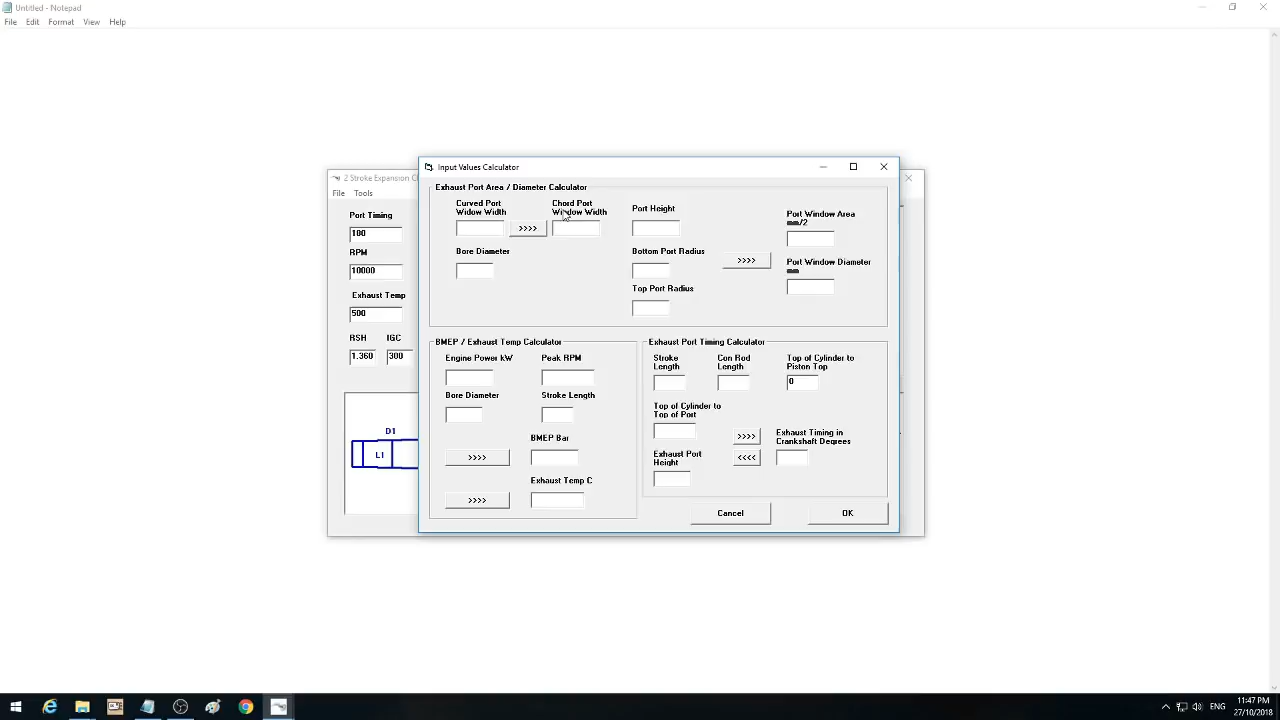 Untitled - Notepad
File Edit Format View Help
2 Stroke Expansion C
File Tools
Port Timing
100
RPM
10000
Exhaust Temp
500
RSH IGC
1.360 300
D1
L1
Input Values Calculator
Exhaust Port Area / Diameter Calculator
Curved Port
Widow Width
>>>>
Chord Port
Window Width
Bore Diameter
Port Height
Bottom Port Radius
Top Port Radius
>>>>
Port Window Area
mm/2
Port Window Diameter
mm
BMEP / Exhaust Temp Calculator
Engine Power kW Peak RPM
Bore Diameter Stroke Length
BMEP Bar
>>>>
Exhaust Temp C
>>>>
Exhaust Port Timing Calculator
Stroke
Length
Con Rod
Length
Top of Cylinder to
Piston Top
0
Top of Cylinder to
Top of Port
>>>>
Exhaust Port
Height
<<<<
Exhaust Timing in
Crankshaft Degrees
Cancel OK
ENG
11:47 PM
27/10/2018